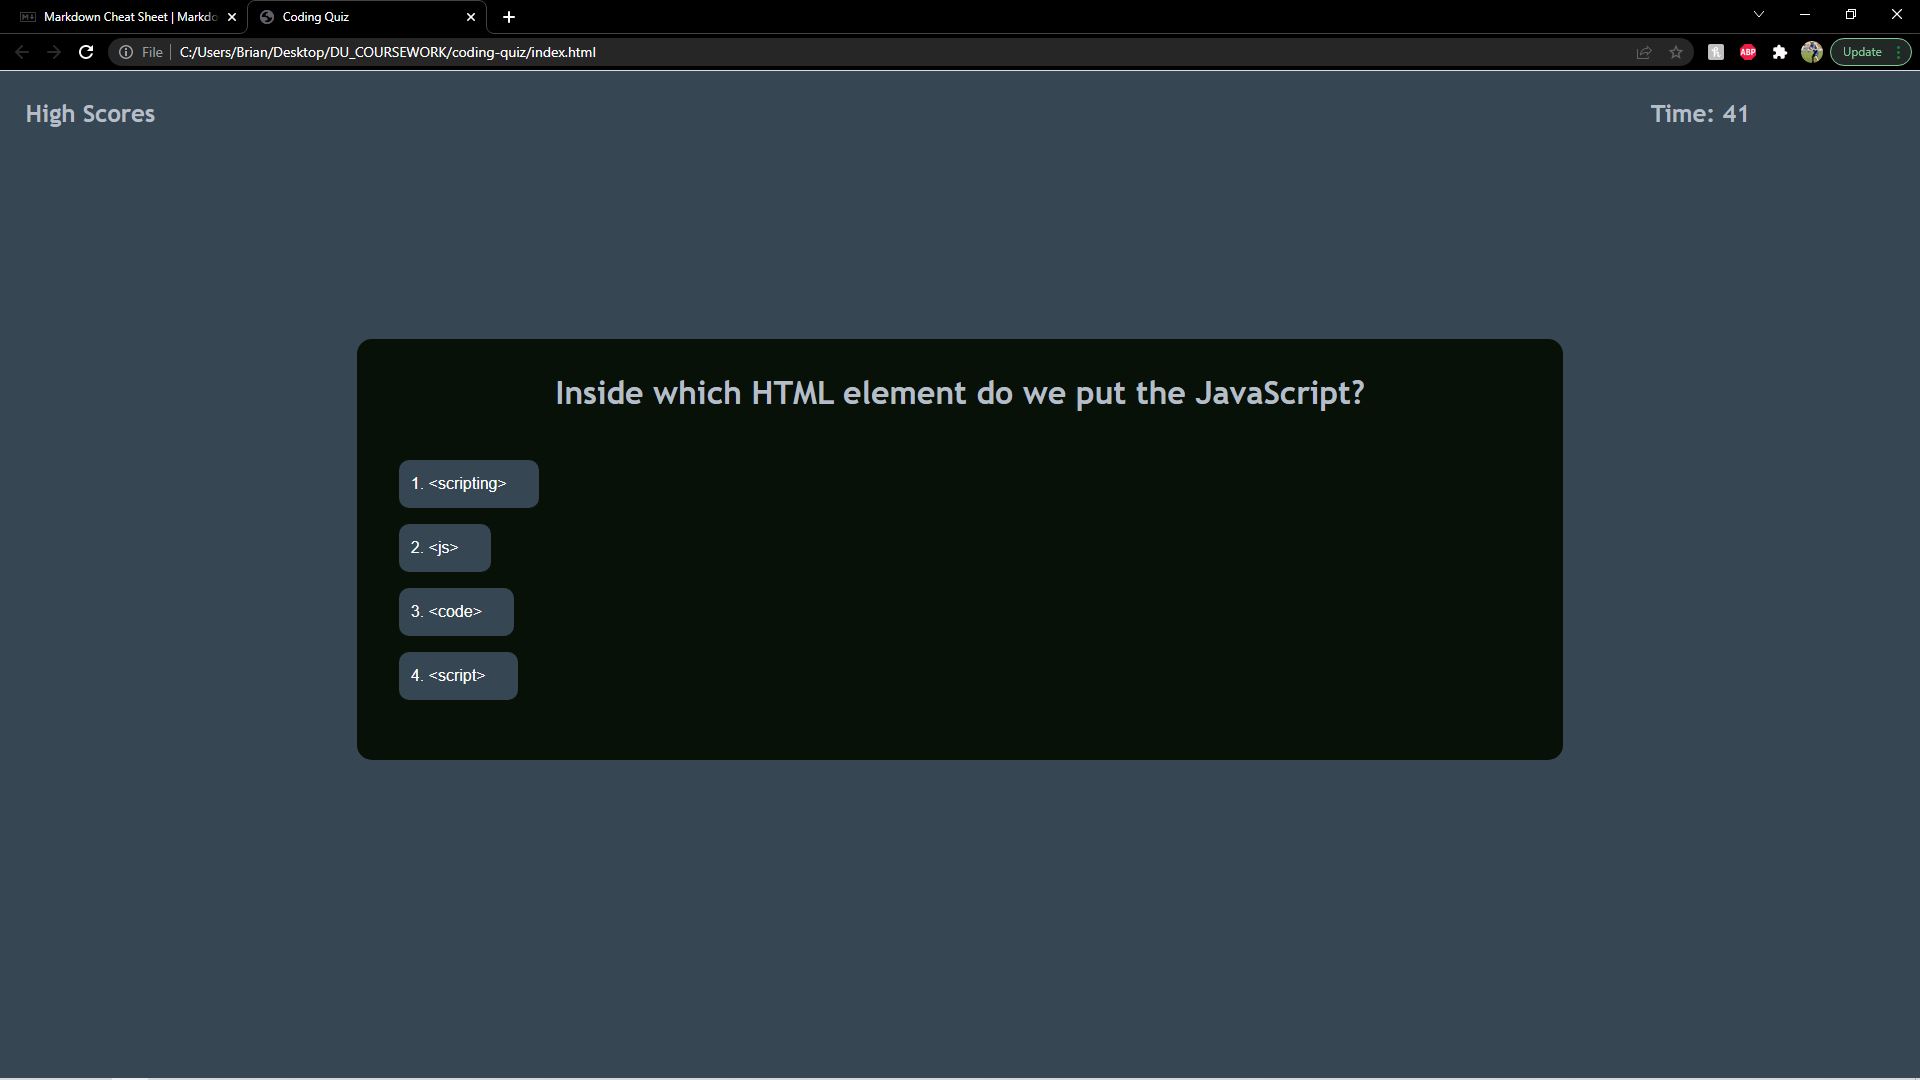 Markdown Cheat Sheet | Markdo
Coding Quiz
File
C:/Users/Brian/Desktop/DU_COURSEWORK/coding-quiz/index.html
ABP
Update
High Scores
Time: 41
Inside which HTML element do we put the JavaScript?
1. <scripting>
2. <js>
3. <code>
4. <script>